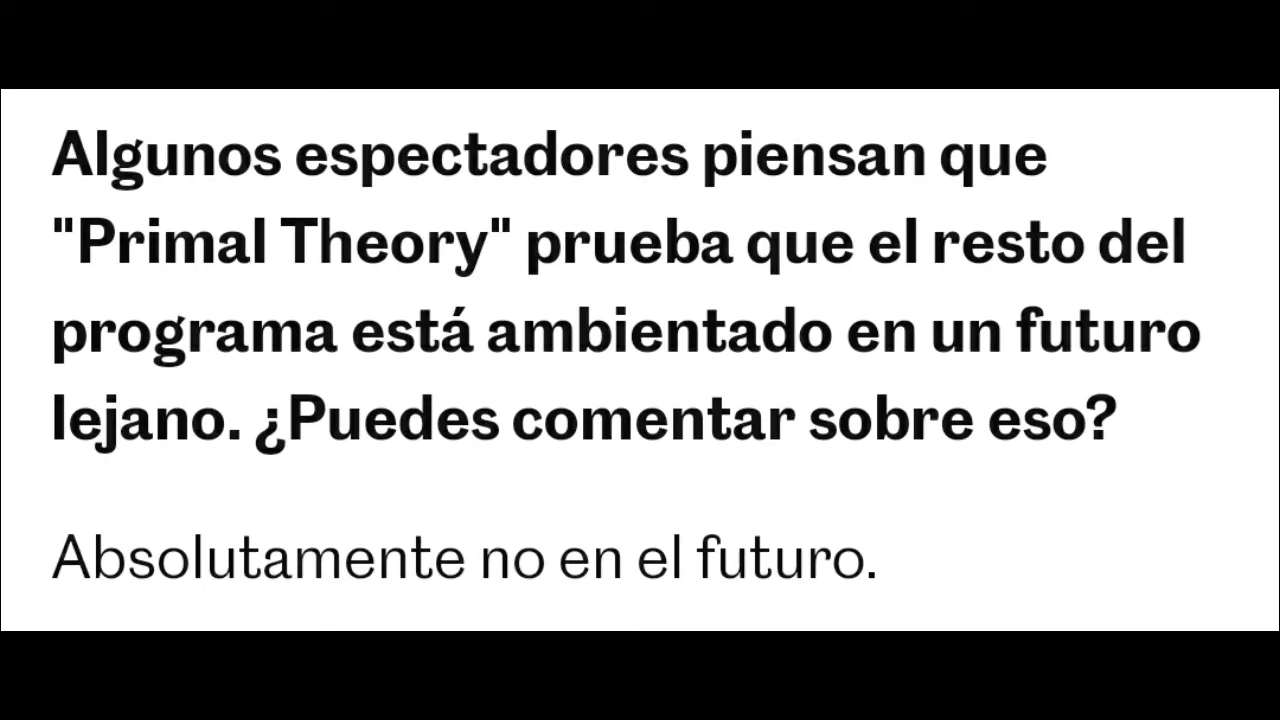 Algunos espectadores piensan que
"Primal Theory" prueba que el resto del
programa está ambientado en un futuro
lejano. ¿Puedes comentar sobre eso?
Absolutamente no en el futuro.